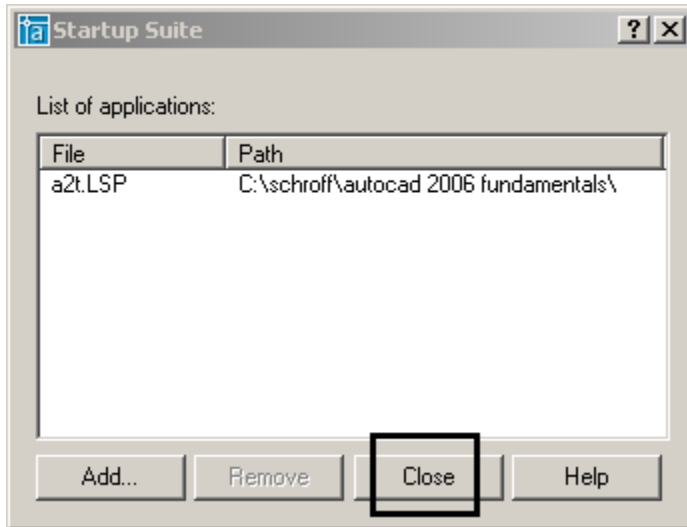 a Startup Suite ? X
List of applications:
File Path
a2t.LSP C:\schroff\autocad 2006 fundamentals\
Add... Remove Close Help